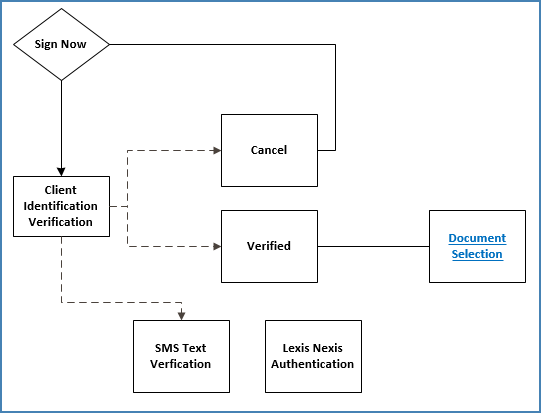 Sign Now
Cancel
Client
Identification
Verification
Verified
Document
Selection
SMS Text
Verfication
Lexis Nexis
Authentication